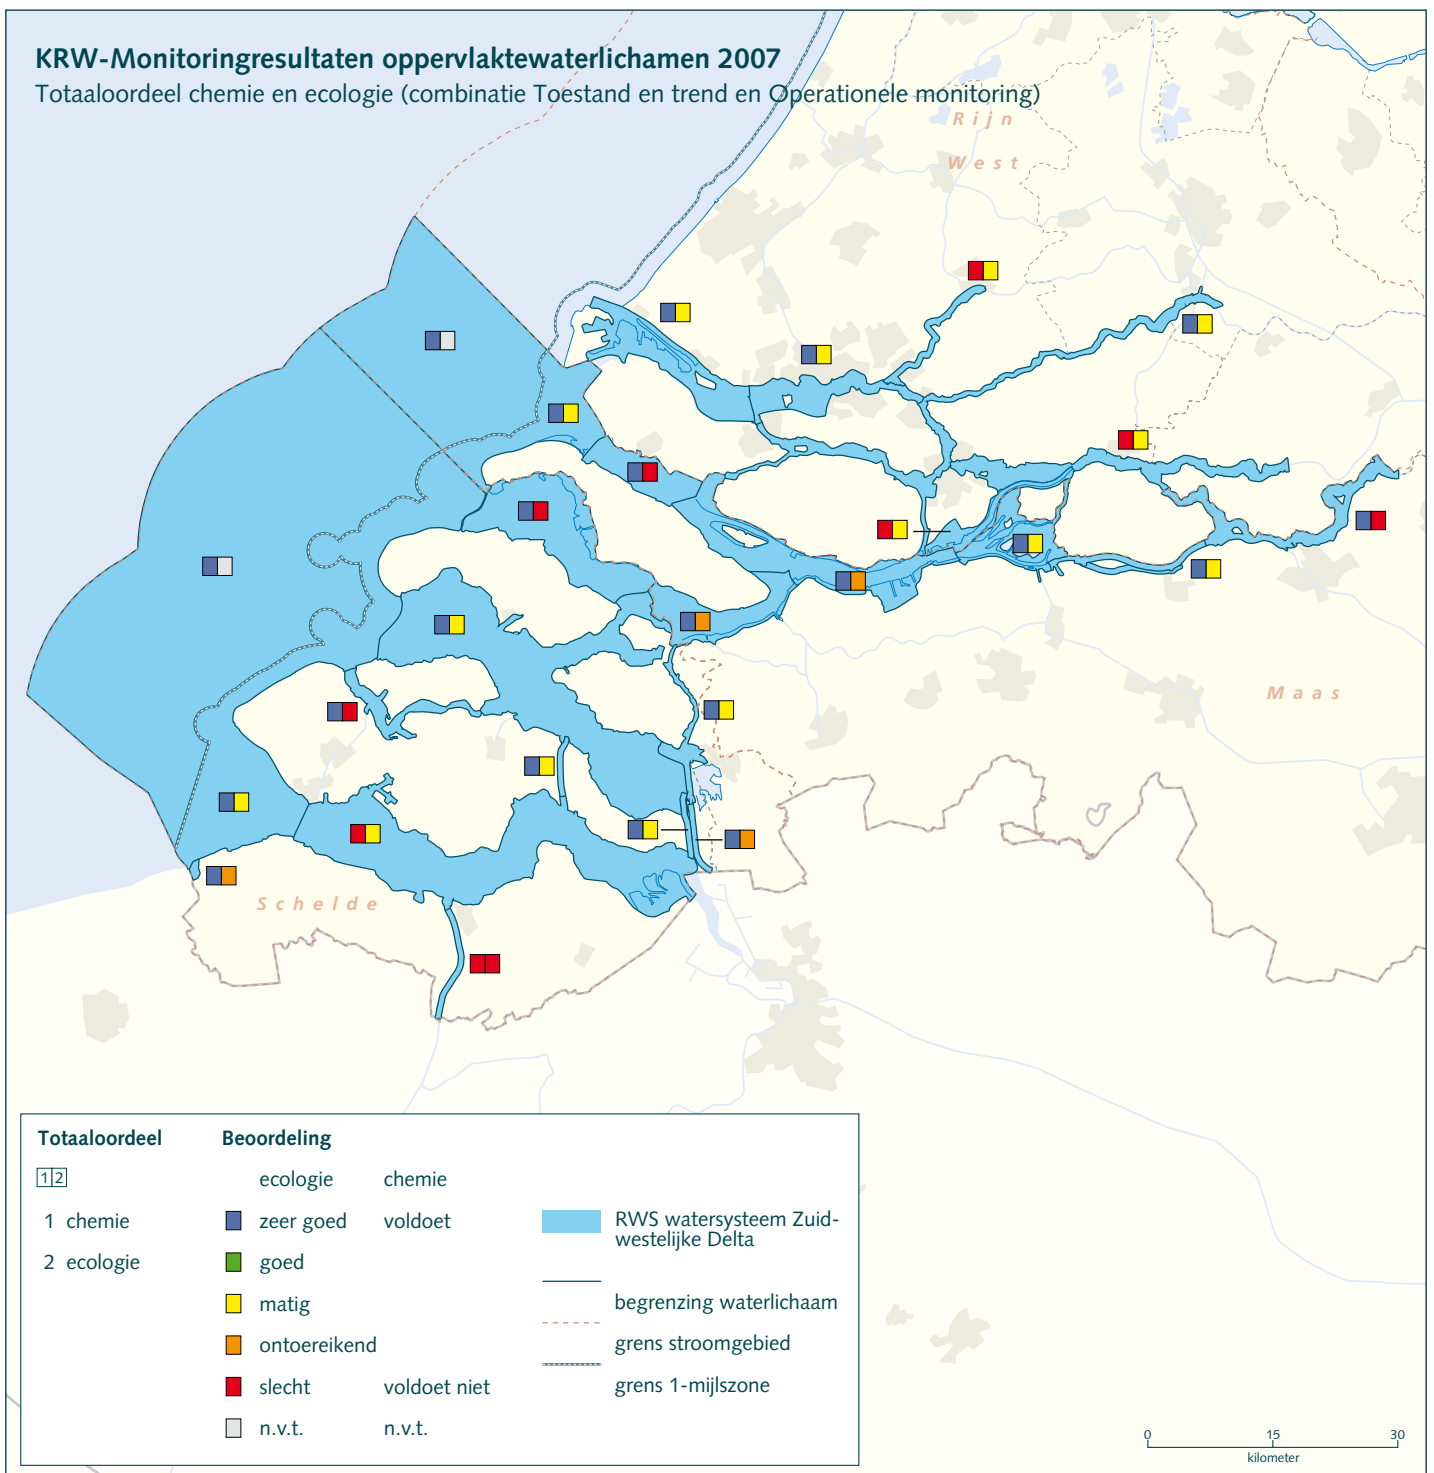 KRW-Monitoringresultaten oppervlaktewaterlichamen 2007
Totaaloordeel chemie en ecologie (combinatie Toestand en trend en Operationele monitoring)
Rijn
West
Maas
Schelde
Totaaloordeel
Beoordeling
1 2
ecologie chemie
1 chemie
zeer goed voldoet
RWS watersysteem Zuid-
westelijke Delta
2 ecologie
goed
matig
begrenzing waterlichaam
ontoereikend
grens stroomgebied
slecht voldoet niet
grens 1-mijlszone
n.v.t. n.v.t.
0 15 30
kilometer